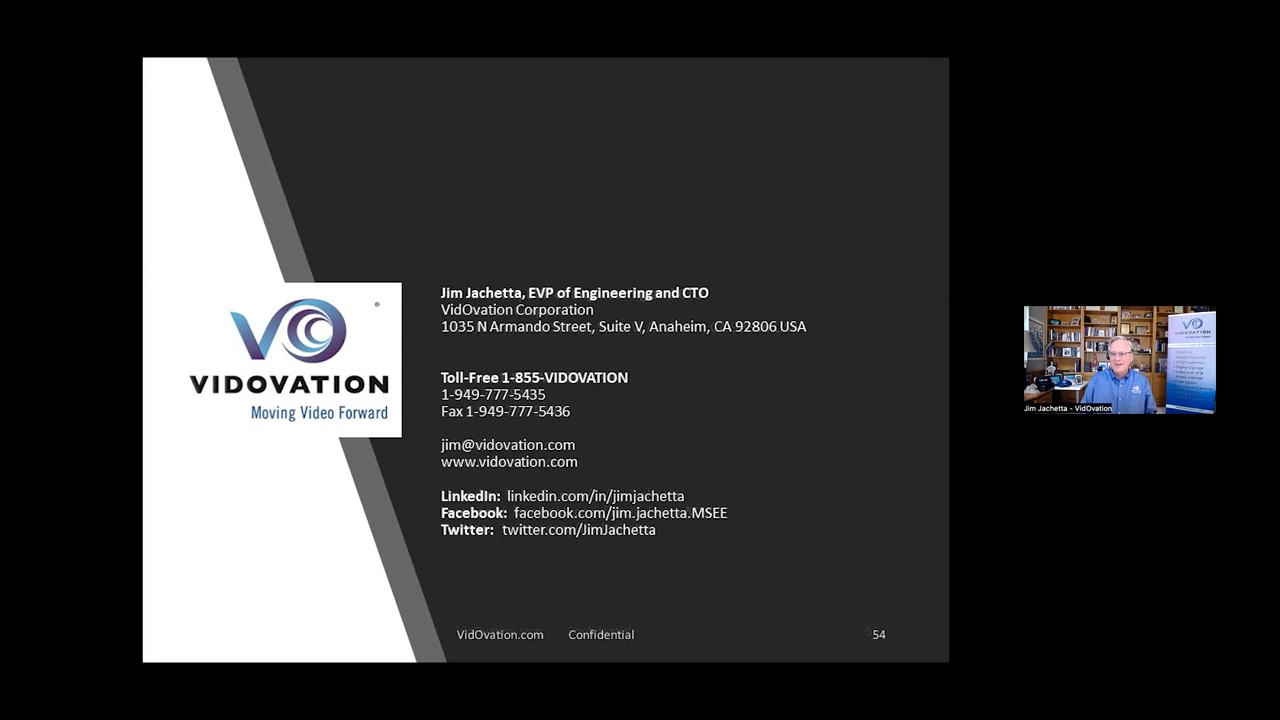 Jim Jachetta, EVP of Engineering and CTO
VidOvation Corporation
1035 N Armando Street, Suite V, Anaheim, CA 92806 USA
VO
VIDOVATION
Moving Video Forward
Toll-Free 1-855-VIDOVATION
1-949-777-5435
Fax 1-949-777-5436
jim@vidovation.com
www.vidovation.com
LinkedIn: linkedin.com/in/jimjachetta
Facebook: facebook.com/jim.jachetta.MSEE
Twitter: twitter.com/JimJachetta
VidOvation.com Confidential 54
VIDOVATION
Jim Jachetta - VidOvation